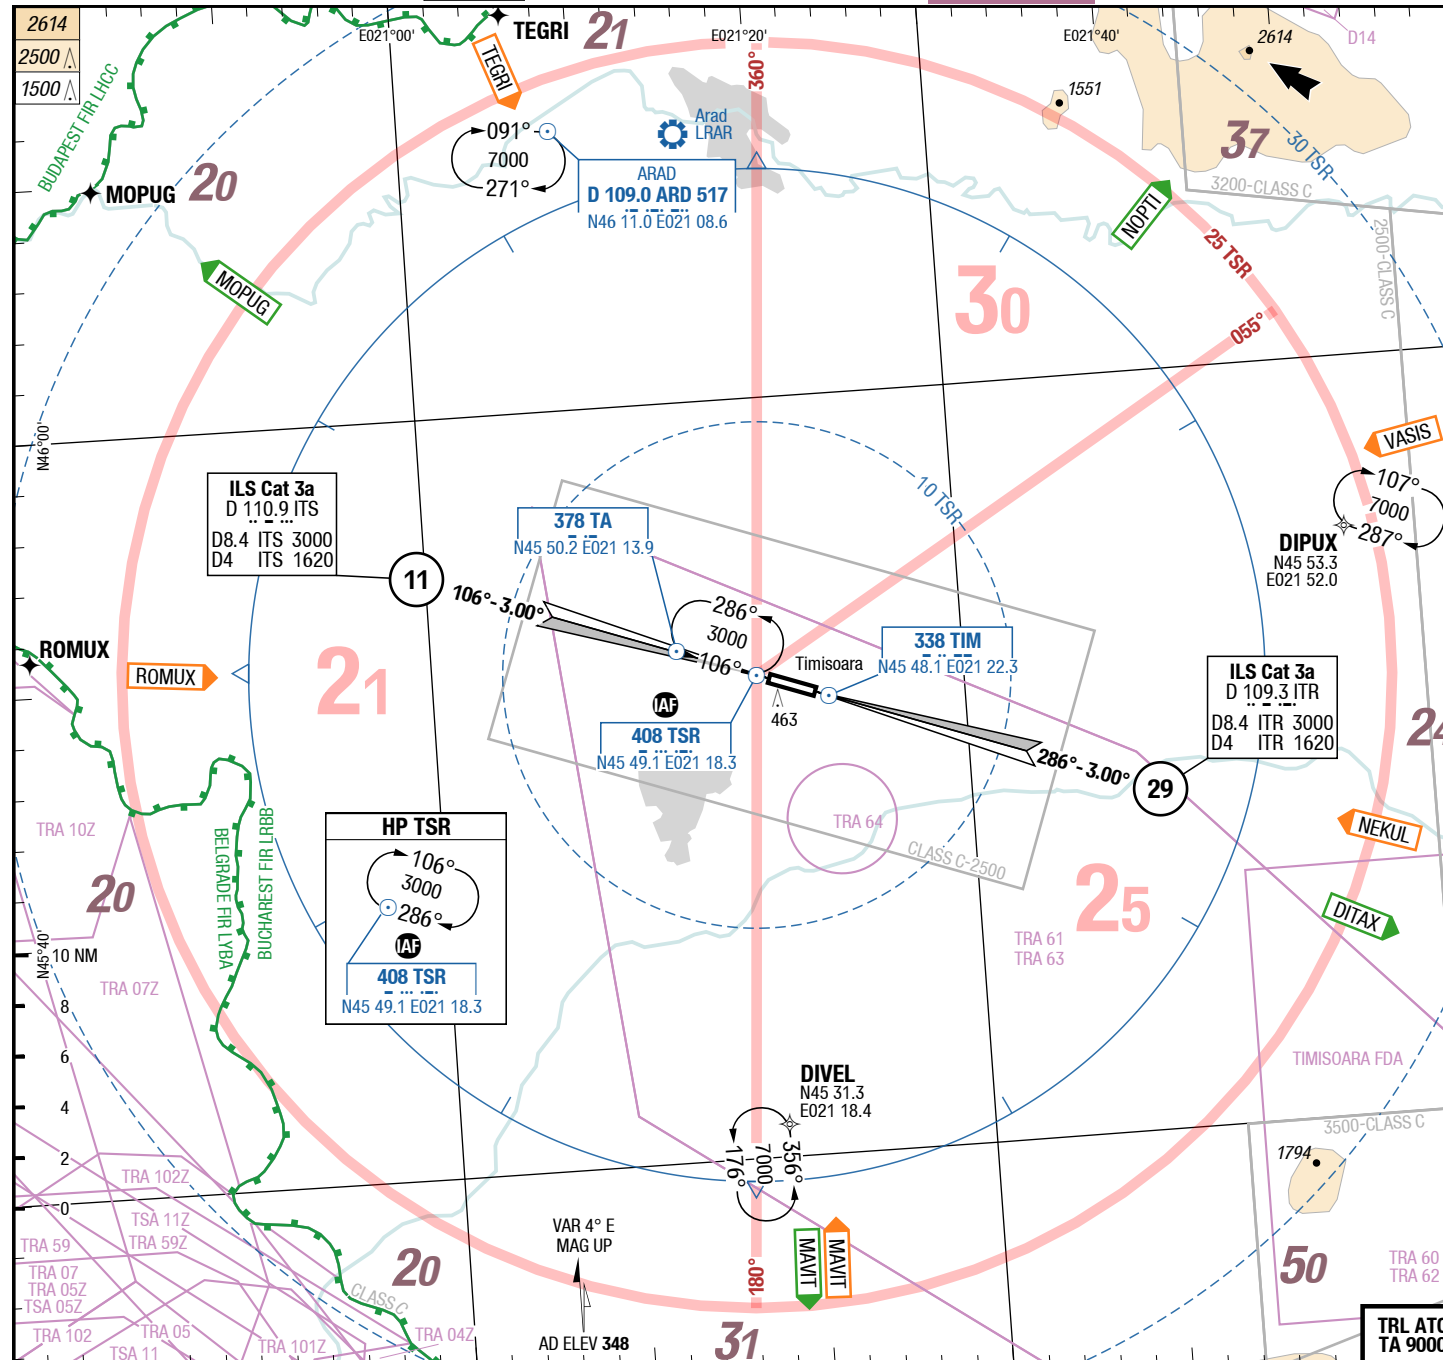 2614
2500
1500
BUDAPEST FIR LHCC
E021°00'
TEGRI
21
E021°20'
E021°40'
D14
2614
1551
37
30 TSR
3200-CLASS C
2500-CLASS C
TEGRI
360°
Arad
LRAR
091°
7000
271°
ARAD
D 109.0 ARD 517
N46 11.0 E021 08.6
MOPUG
20
MOPUG
NOPTI
25 TSR
30
055°
N46°00'
VASIS
107°
7000
287°
DIPUX
N45 53.3
E021 52.0
ILS Cat 3a
D 110.9 ITS
D8.4 ITS 3000
D4 ITS 1620
11
106°-3.00°
378 TA
N45 50.2 E021 13.9
10 TSR
286°
3000
106°
Timisoara
338 TIM
N45 48.1 E021 22.3
463
IAF
408 TSR
N45 49.1 E021 18.3
ROMUX
ROMUX
21
ILS Cat 3a
D 109.3 ITR
D8.4 ITR 3000
D4 ITR 1620
24
286°-3.00°
29
TRA 64
CLASS C-2500
NEKUL
DITAX
25
TRA 61
TRA 63
TRA 10Z
20
BELGRADE FIR LYBA
BUCHAREST FIR LRBB
HP TSR
106°
3000
286°
IAF
408 TSR
N45 49.1 E021 18.3
N45°40'
10 NM
8
6
4
2
0
TRA 07Z
TIMISOARA FDA
DIVEL
N45 31.3
E021 18.4
176°
7000
356°
3500-CLASS C
1794
TRA 102Z
TSA 11Z
TRA 59Z
TRA 59
TRA 07
TRA 05Z
TSA 05Z
TRA 102
TRA 05
TSA 11
TRA 101Z
TRA 04Z
20
CLASS C
VAR 4° E
MAG UP
AD ELEV 348
180°
MAVIT
MAVIT
31
50
TRA 60
TRA 62
TRL ATC
TA 9000